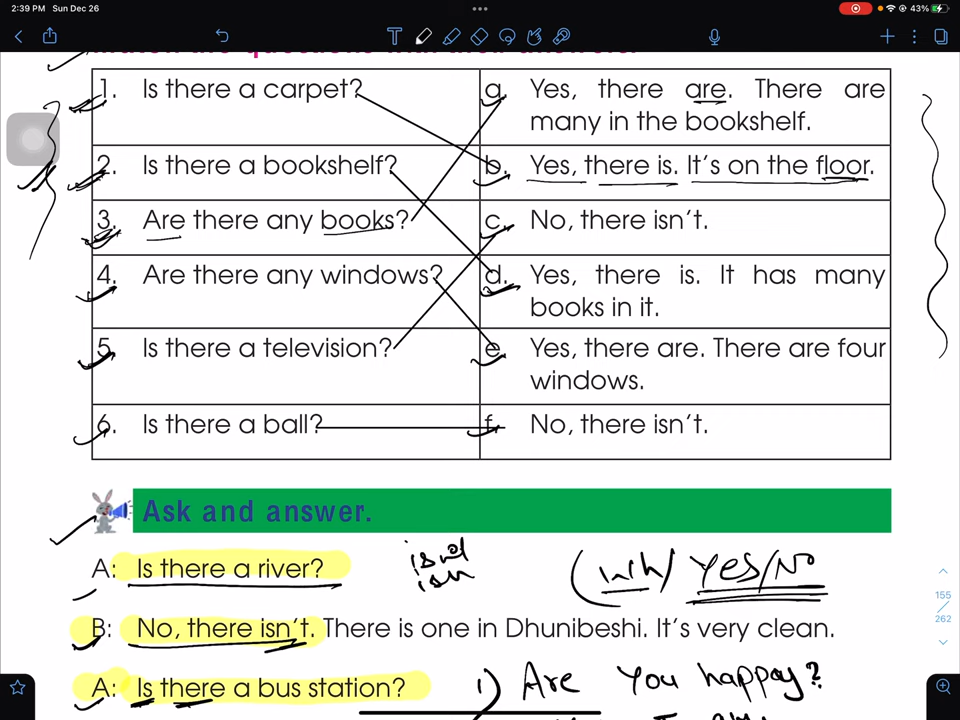 2:39 PM Sun Dec 26
43%
1. Is there a carpet?
a. Yes, there are. There are
many in the bookshelf.
2. Is there a bookshelf?
b. Yes, there is. It's on the floor.
3. Are there any books?
c. No, there isn't.
4. Are there any windows?
d. Yes, there is. It has many
books in it.
5. Is there a television?
e. Yes, there are. There are four
windows.
6. Is there a ball?
f. No, there isn't.
Ask and answer.
A: Is there a river?
is not
(Wh) Yes/No
B: No, there isn't. There is one in Dhunibeshi. It's very clean.
A: Is there a bus station?
1) Are You happy?
155
262